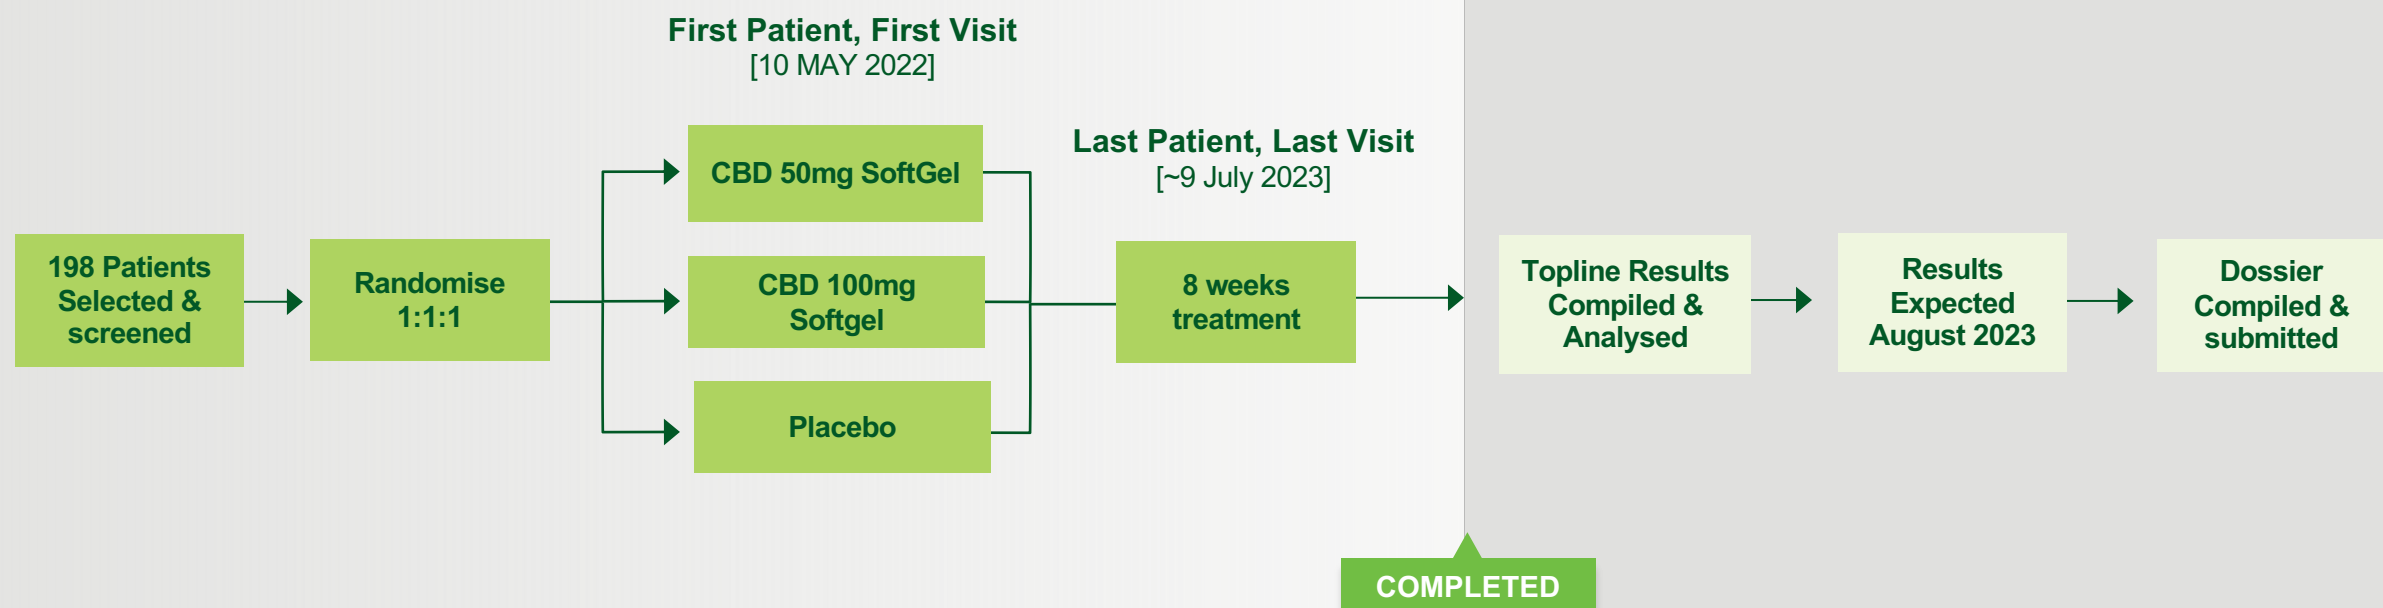 First Patient, First Visit
[10 MAY 2022]
Last Patient, Last Visit
[~9 July 2023]
198 Patients
Selected &
screened
Randomise
1:1:1
CBD 50mg SoftGel
CBD 100mg
Softgel
Placebo
8 weeks
treatment
Topline Results
Compiled &
Analysed
Results
Expected
August 2023
Dossier
Compiled &
submitted
COMPLETED